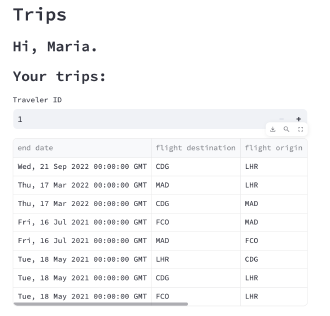 Trips
Hi, Maria.
Your trips:
Traveler ID
1 - +
end date flight destination flight origin
Wed, 21 Sep 2022 00:00:00 GMT CDG LHR
Thu, 17 Mar 2022 00:00:00 GMT MAD LHR
Thu, 17 Mar 2022 00:00:00 GMT CDG MAD
Fri, 16 Jul 2021 00:00:00 GMT FCO MAD
Fri, 16 Jul 2021 00:00:00 GMT MAD FCO
Tue, 18 May 2021 00:00:00 GMT LHR CDG
Tue, 18 May 2021 00:00:00 GMT CDG LHR
Tue, 18 May 2021 00:00:00 GMT FCO LHR